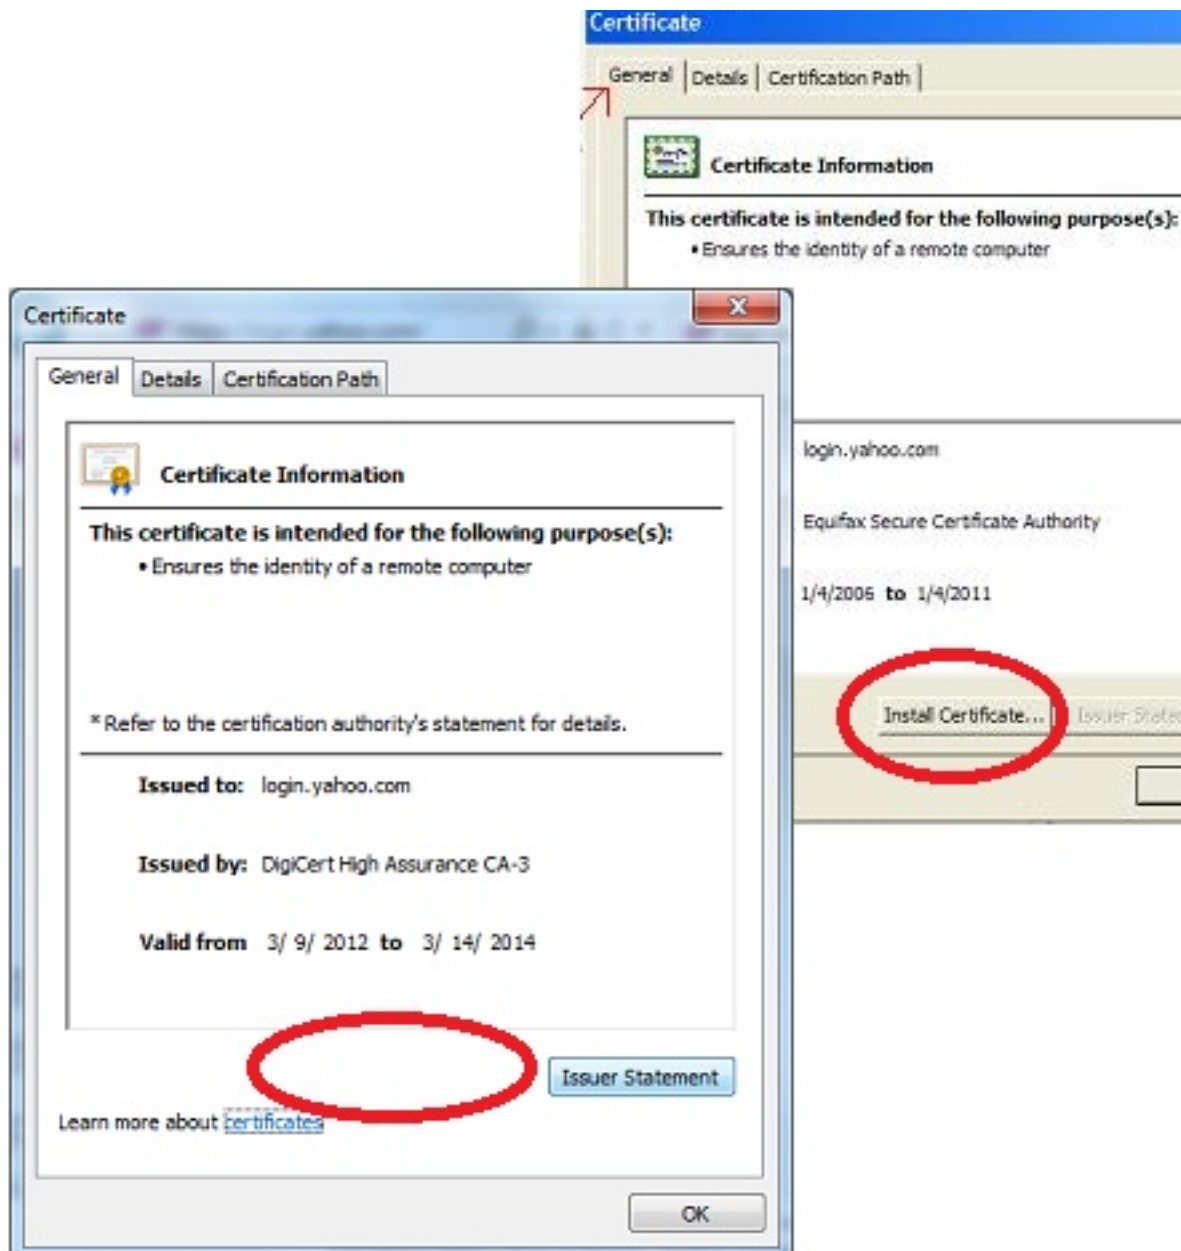 Certificate
General Details Certification Path
Certificate Information
This certificate is intended for the following purpose(s):
• Ensures the identity of a remote computer
login.yahoo.com
Equifax Secure Certificate Authority
1/4/2006 to 1/4/2011
Install Certificate... Issuer
Certificate
General Details Certification Path
Certificate Information
This certificate is intended for the following purpose(s):
• Ensures the identity of a remote computer
* Refer to the certification authority's statement for details.
Issued to: login.yahoo.com
Issued by: DigiCert High Assurance CA-3
Valid from 3/ 9/ 2012 to 3/ 14/ 2014
Issuer Statement
Learn more about certificates
OK